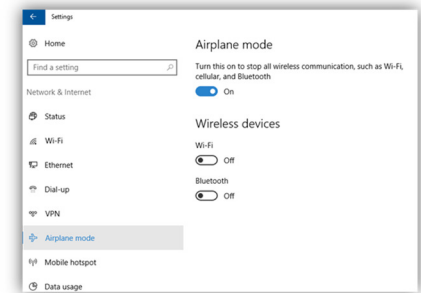 Settings
Home
Find a setting
Network & Internet
Status
Wi-Fi
Ethernet
Dial-up
VPN
Airplane mode
Mobile hotspot
Data usage
Airplane mode
Turn this on to stop all wireless communication, such as Wi-Fi,
cellular, and Bluetooth
On
Wireless devices
Wi-Fi
Off
Bluetooth
Off